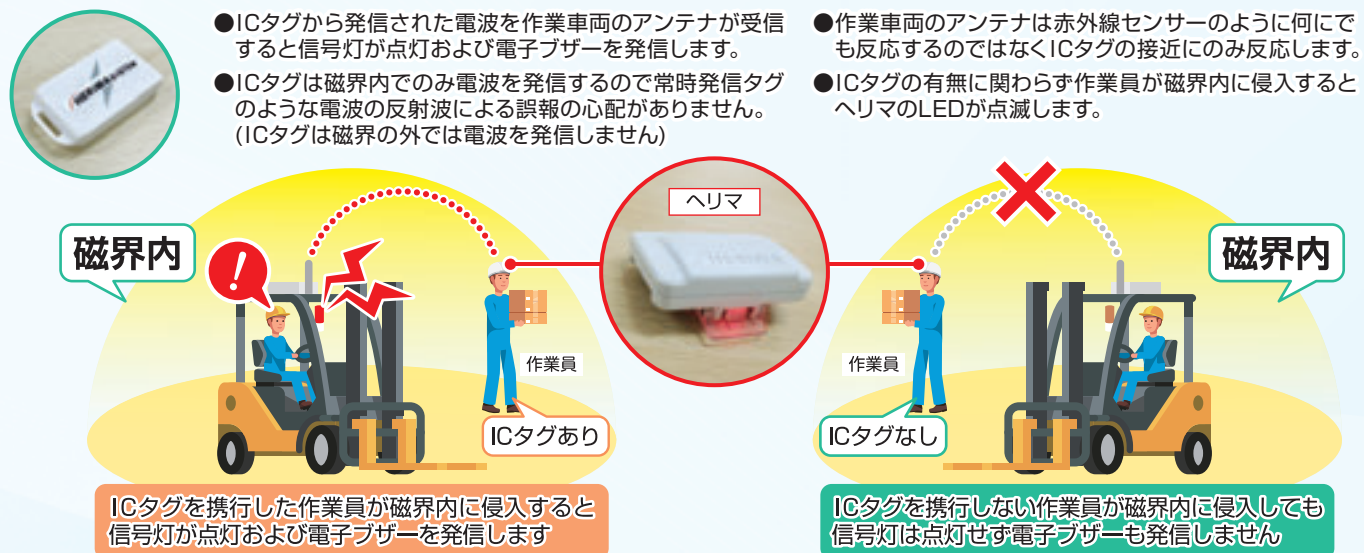 ●ICタグから発信された電波を作業車両のアンテナが受信
すると信号灯が点灯および電子ブザーを発信します。
●ICタグは磁界内でのみ電波を発信するので常時発信タグ
のような電波の反射波による誤報の心配がありません。
(ICタグは磁界の外では電波を発信しません)
●作業車両のアンテナは赤外線センサーのように何にで
も反応するのではなくICタグの接近にのみ反応します。
●ICタグの有無に関わらず作業員が磁界内に侵入すると
ヘリマのLEDが点滅します。
磁界内
!
作業員
ICタグあり
ICタグを携行した作業員が磁界内に侵入すると
信号灯が点灯および電子ブザーを発信します
ヘリマ
磁界内
作業員
ICタグなし
ICタグを携行しない作業員が磁界内に侵入しても
信号灯は点灯せず電子ブザーも発信しません